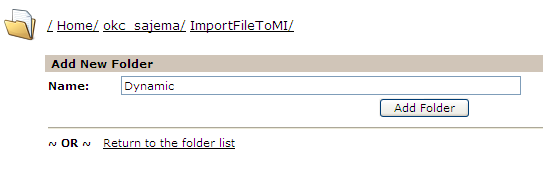 / Home/ okc_sajema/ ImportFileToMI/
Add New Folder
Name: Dynamic
Add Folder
~ OR ~ Return to the folder list